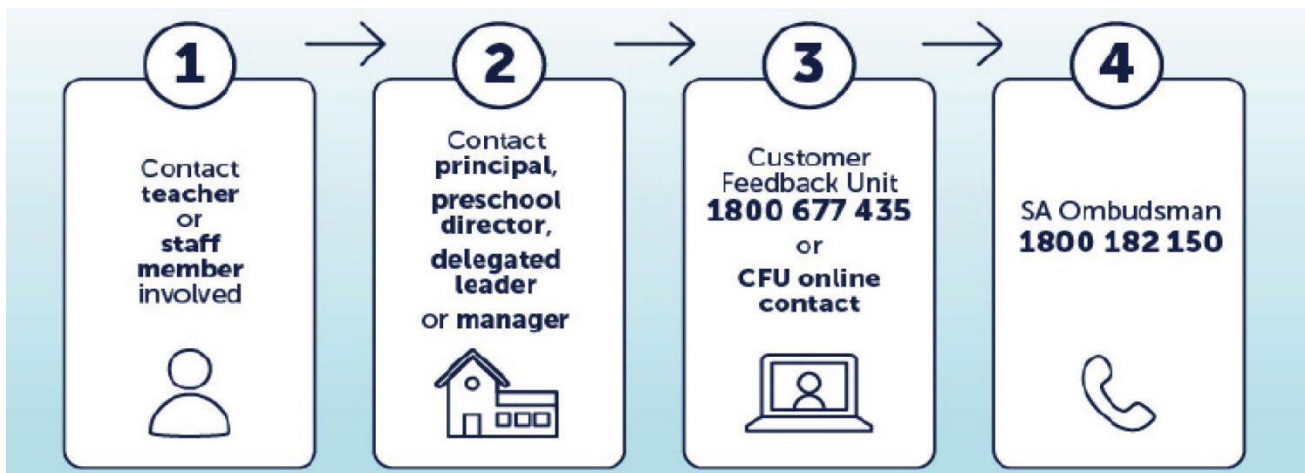 1
Contact
teacher
or
staff
member
involved
2
Contact
principal,
preschool
director,
delegated
leader
or manager
3
Customer
Feedback Unit
1800 677 435
or
CFU online
contact
4
SA Ombudsman
1800 182 150